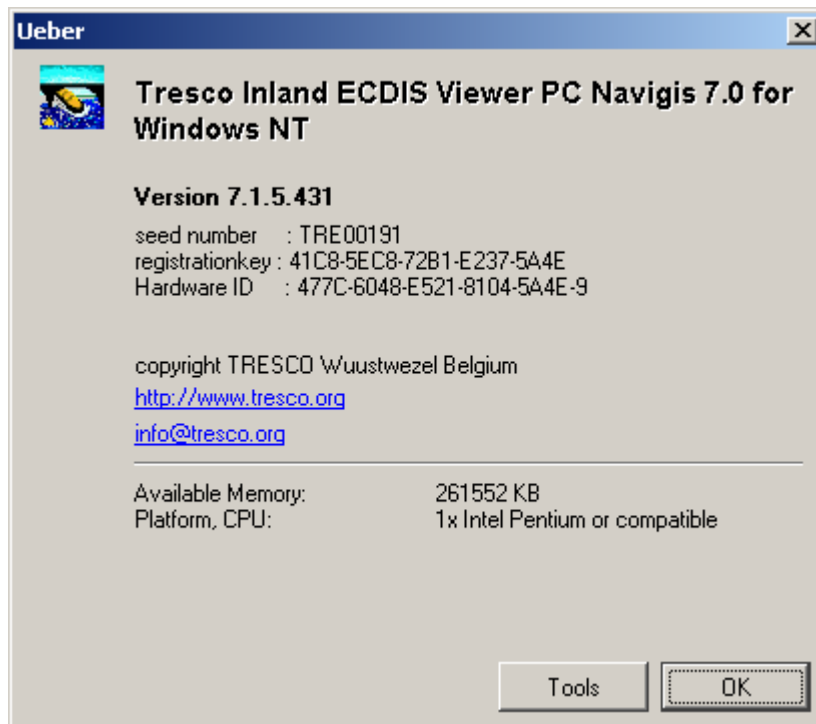 Ueber
Tresco Inland ECDIS Viewer PC Navigis 7.0 for
Windows NT
Version 7.1.5.431
seed number : TRE00191
registrationkey : 41C8-5EC8-72B1-E237-5A4E
Hardware ID : 477C-6048-E521-8104-5A4E-9
copyright TRESCO Wuustwezel Belgium
http://www.tresco.org
info@tresco.org
Available Memory: 261552 KB
Platform, CPU: 1x Intel Pentium or compatible
Tools OK